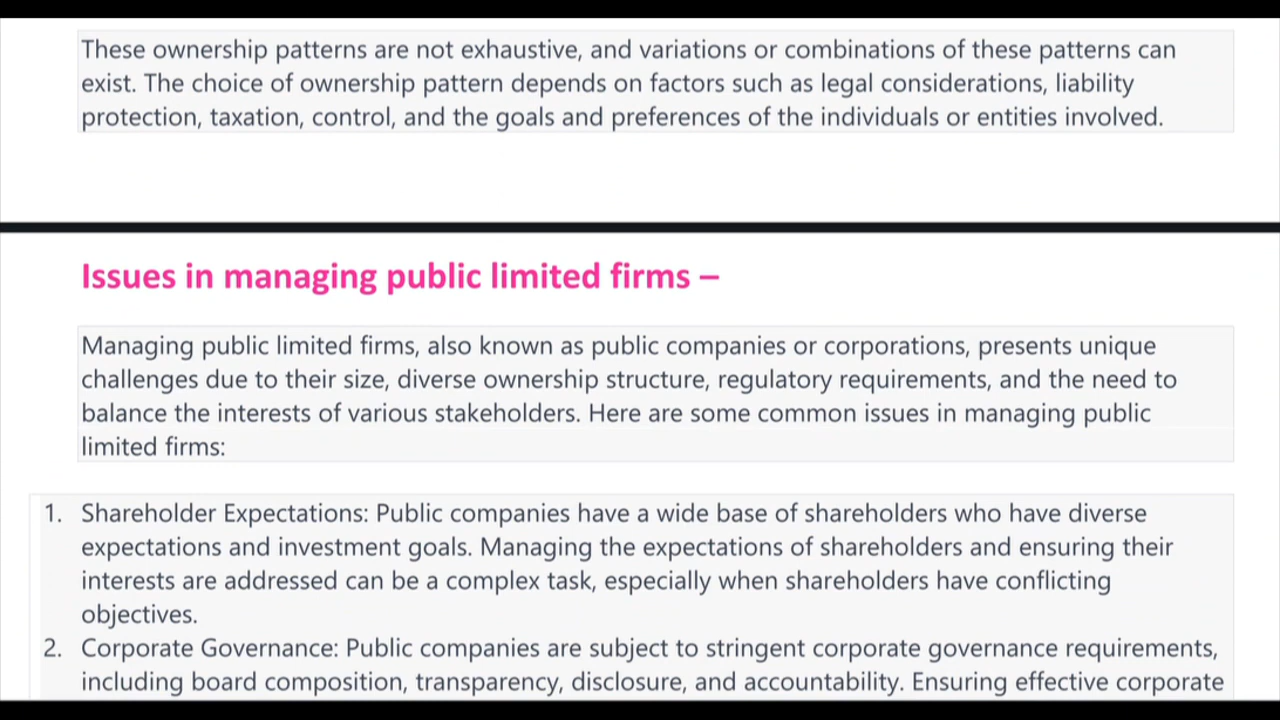 These ownership patterns are not exhaustive, and variations or combinations of these patterns can
exist. The choice of ownership pattern depends on factors such as legal considerations, liability
protection, taxation, control, and the goals and preferences of the individuals or entities involved.
Issues in managing public limited firms –
Managing public limited firms, also known as public companies or corporations, presents unique
challenges due to their size, diverse ownership structure, regulatory requirements, and the need to
balance the interests of various stakeholders. Here are some common issues in managing public
limited firms:
1. Shareholder Expectations: Public companies have a wide base of shareholders who have diverse
expectations and investment goals. Managing the expectations of shareholders and ensuring their
interests are addressed can be a complex task, especially when shareholders have conflicting
objectives.
2. Corporate Governance: Public companies are subject to stringent corporate governance requirements,
including board composition, transparency, disclosure, and accountability. Ensuring effective corporate